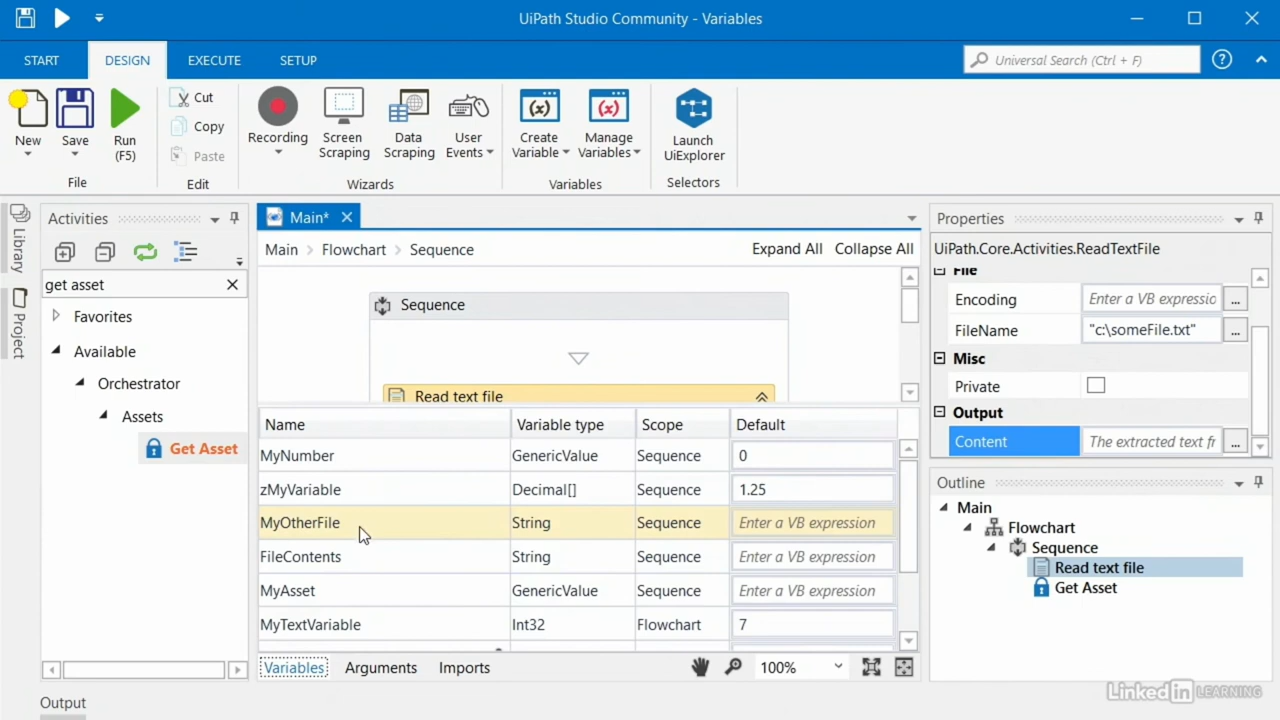 UiPath Studio Community - Variables
START
DESIGN
EXECUTE
SETUP
Universal Search (Ctrl + F)
?
New
Save
Run
(F5)
File
Cut
Copy
Paste
Edit
Recording
Screen
Scraping
Data
Scraping
User
Events
Wizards
(x)
Create
Variable
(x)
Manage
Variables
Variables
Launch
UiExplorer
Selectors
Library
Project
Activities
get asset
Favorites
Available
Orchestrator
Assets
Get Asset
Main*
Main > Flowchart > Sequence
Expand All
Collapse All
Sequence
Read text file
Name
Variable type
Scope
Default
MyNumber
GenericValue
Sequence
0
zMyVariable
Decimal[]
Sequence
1.25
MyOtherFile
String
Sequence
Enter a VB expression
FileContents
String
Sequence
Enter a VB expression
MyAsset
GenericValue
Sequence
Enter a VB expression
MyTextVariable
Int32
Flowchart
7
Variables
Arguments
Imports
100%
Properties
UiPath.Core.Activities.ReadTextFile
File
Encoding
Enter a VB expressio
...
FileName
"c:\someFile.txt"
...
Misc
Private
Output
Content
The extracted text fr
...
Outline
Main
Flowchart
Sequence
Read text file
Get Asset
Output
LinkedIn LEARNING